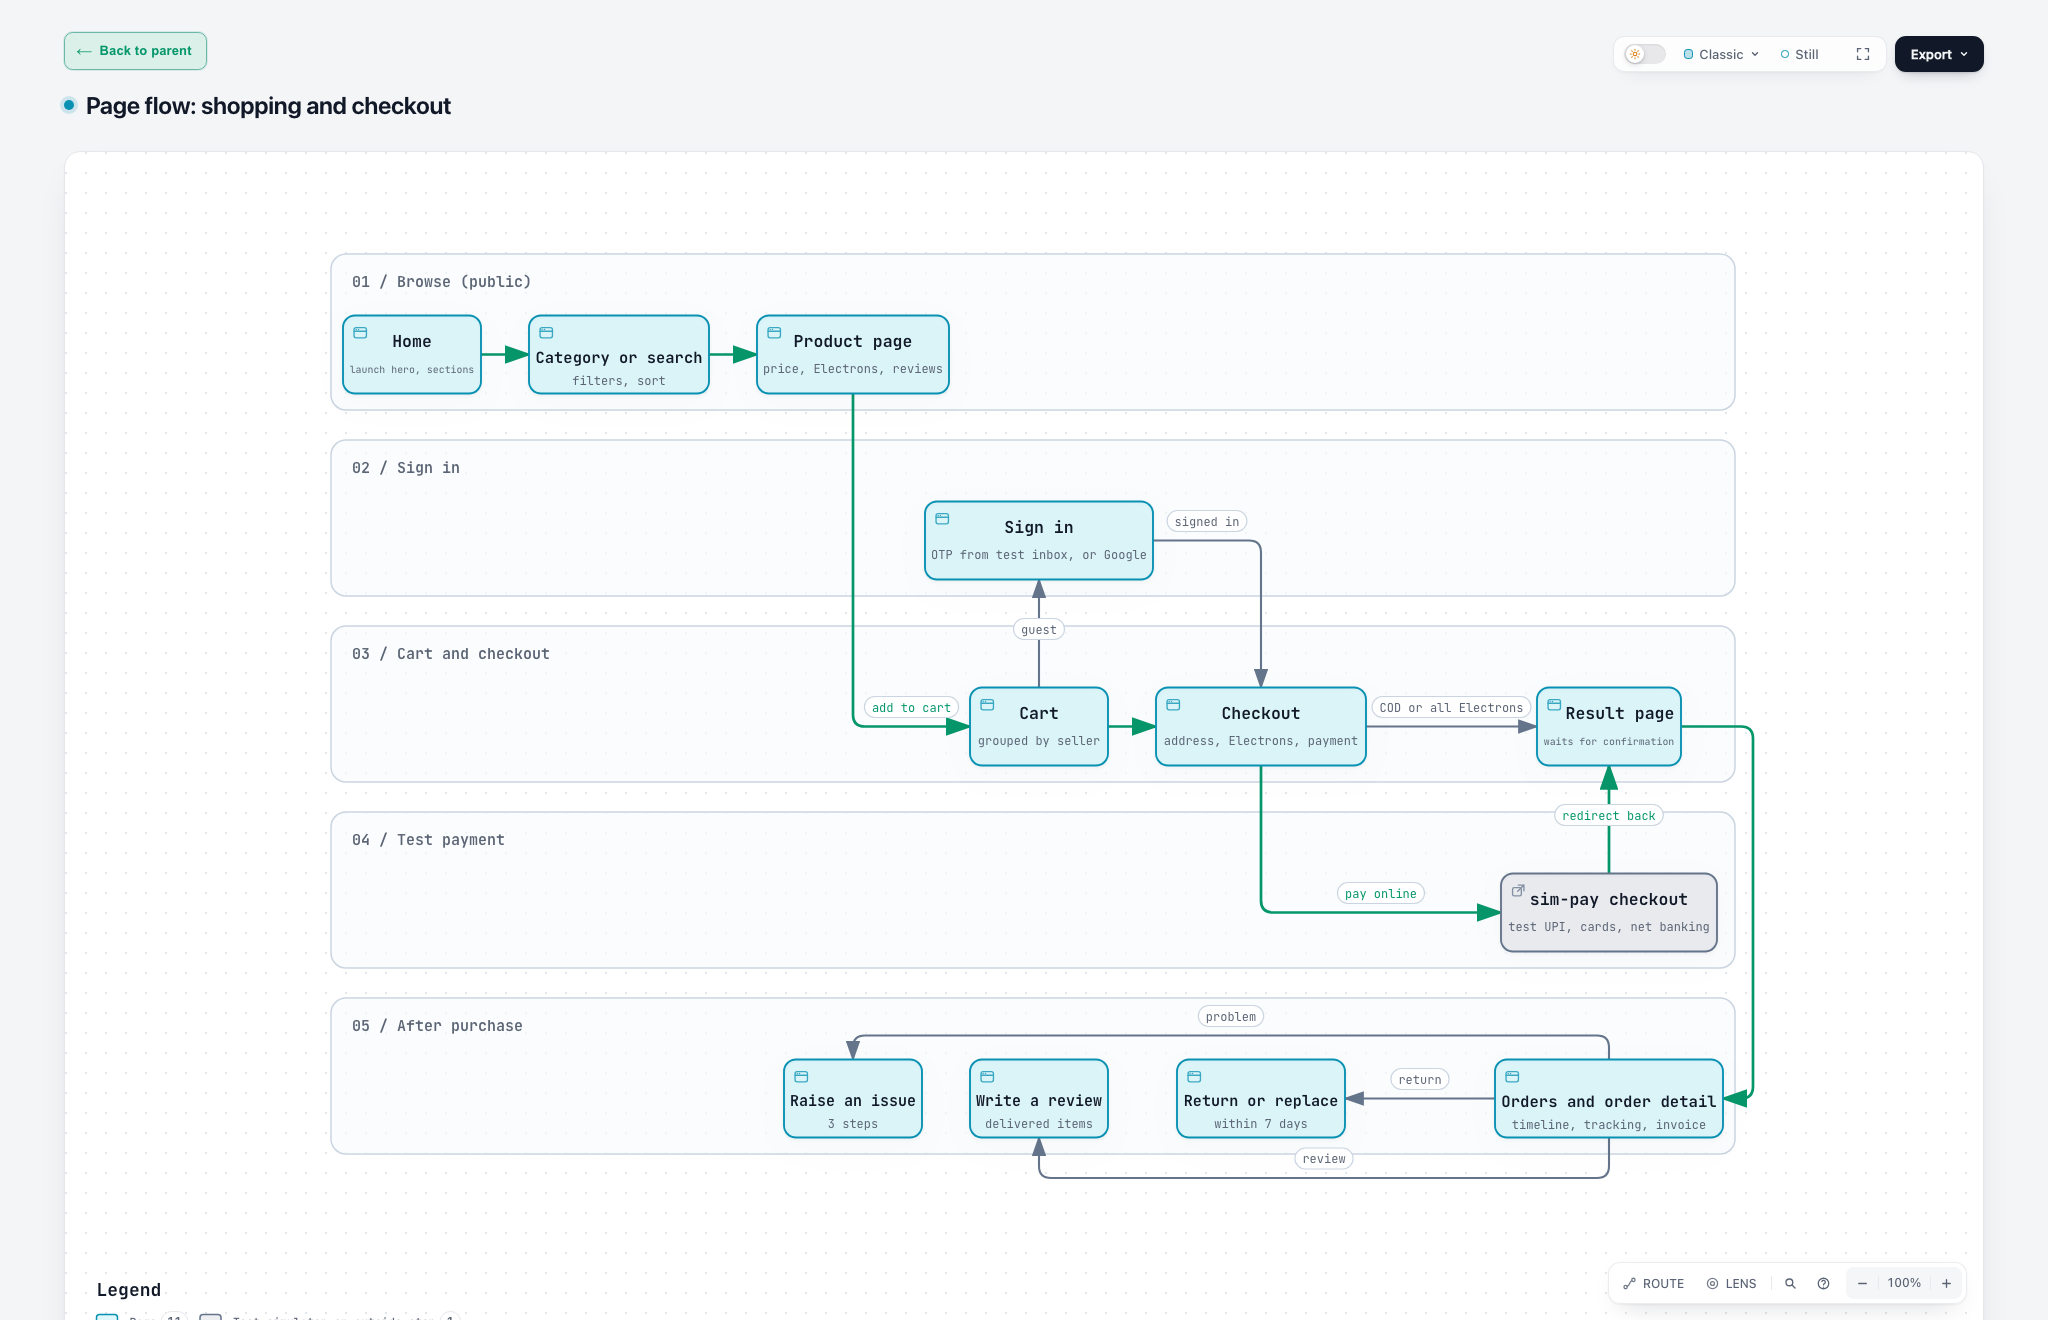 ← Back to parent
Classic
Still
Export
Page flow: shopping and checkout
01 / Browse (public)
Home
launch hero, sections
Category or search
filters, sort
Product page
price, Electrons, reviews
02 / Sign in
Sign in
OTP from test inbox, or Google
signed in
guest
03 / Cart and checkout
add to cart
Cart
grouped by seller
Checkout
address, Electrons, payment
COD or all Electrons
Result page
waits for confirmation
redirect back
04 / Test payment
pay online
sim-pay checkout
test UPI, cards, net banking
05 / After purchase
problem
Raise an issue
3 steps
Write a review
delivered items
Return or replace
within 7 days
return
Orders and order detail
timeline, tracking, invoice
review
Legend
ROUTE
LENS
− 100% +